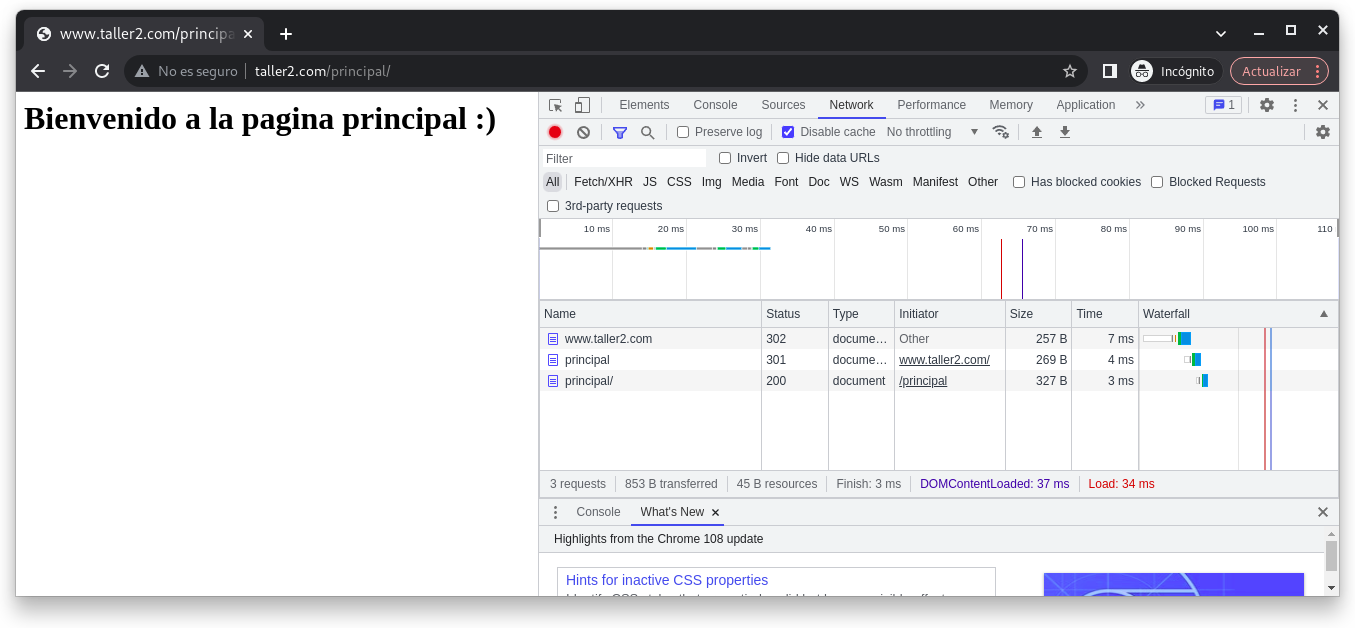 www.taller2.com/principa
No es seguro taller2.com/principal/ Incógnito Actualizar
Bienvenido a la pagina principal :)
Elements Console Sources Network Performance Memory Application » 1
Preserve log Disable cache No throttling
Filter Invert Hide data URLs
All Fetch/XHR JS CSS Img Media Font Doc WS Wasm Manifest Other Has blocked cookies Blocked Requests
3rd-party requests
10 ms 20 ms 30 ms 40 ms 50 ms 60 ms 70 ms 80 ms 90 ms 100 ms 110
Name Status Type Initiator Size Time Waterfall
www.taller2.com 302 docume… Other 257 B 7 ms
principal 301 docume… www.taller2.com/ 269 B 4 ms
principal/ 200 document /principal 327 B 3 ms
3 requests 853 B transferred 45 B resources Finish: 3 ms DOMContentLoaded: 37 ms Load: 34 ms
Console What's New
Highlights from the Chrome 108 update
Hints for inactive CSS properties